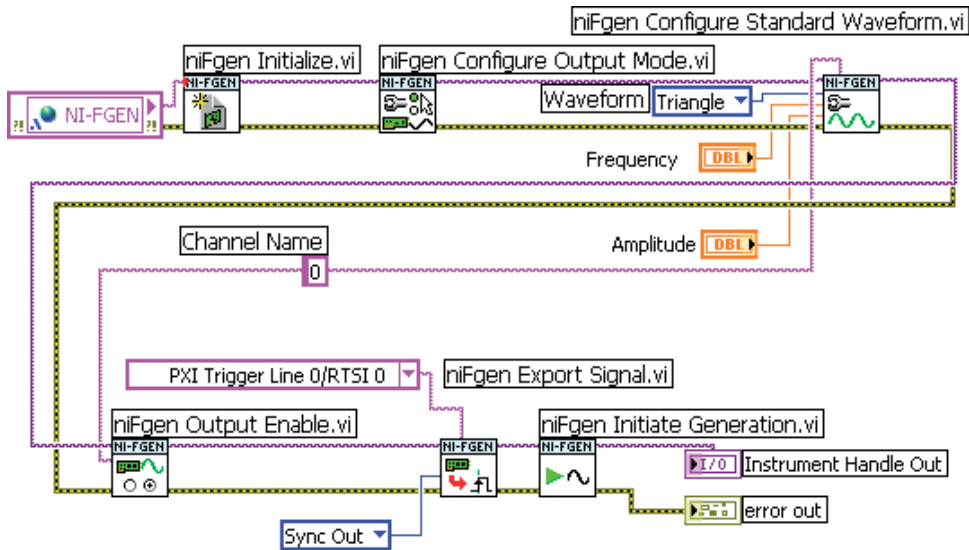 niFgen Configure Standard Waveform.vi
niFgen Initialize.vi
niFgen Configure Output Mode.vi
NI-FGEN
NI-FGEN
NI-FGEN
NI-FGEN
Waveform
Triangle
?!
?!
Frequency
DBL
Channel Name
Amplitude
DBL
0
PXI Trigger Line 0/RTSI 0
niFgen Export Signal.vi
niFgen Output Enable.vi
niFgen Initiate Generation.vi
NI-FGEN
NI-FGEN
NI-FGEN
I/O
Instrument Handle Out
error out
Sync Out